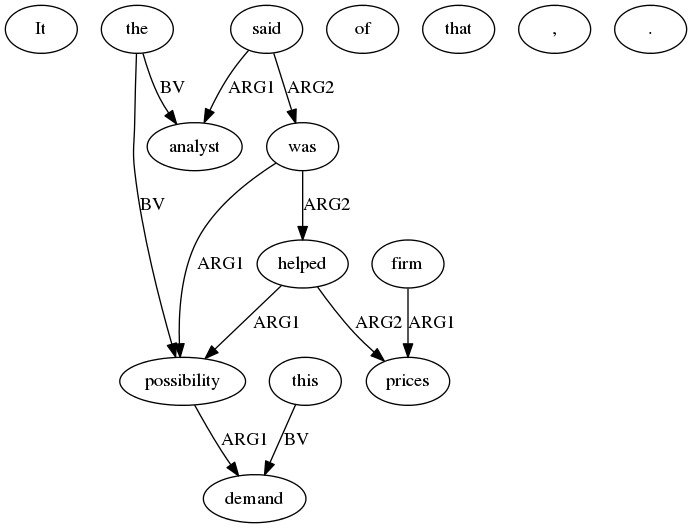 It the said of that , .
BV ARG1 ARG2
analyst was
BV ARG2
ARG1 helped firm
ARG1 ARG2 ARG1
possibility this prices
ARG1 BV
demand